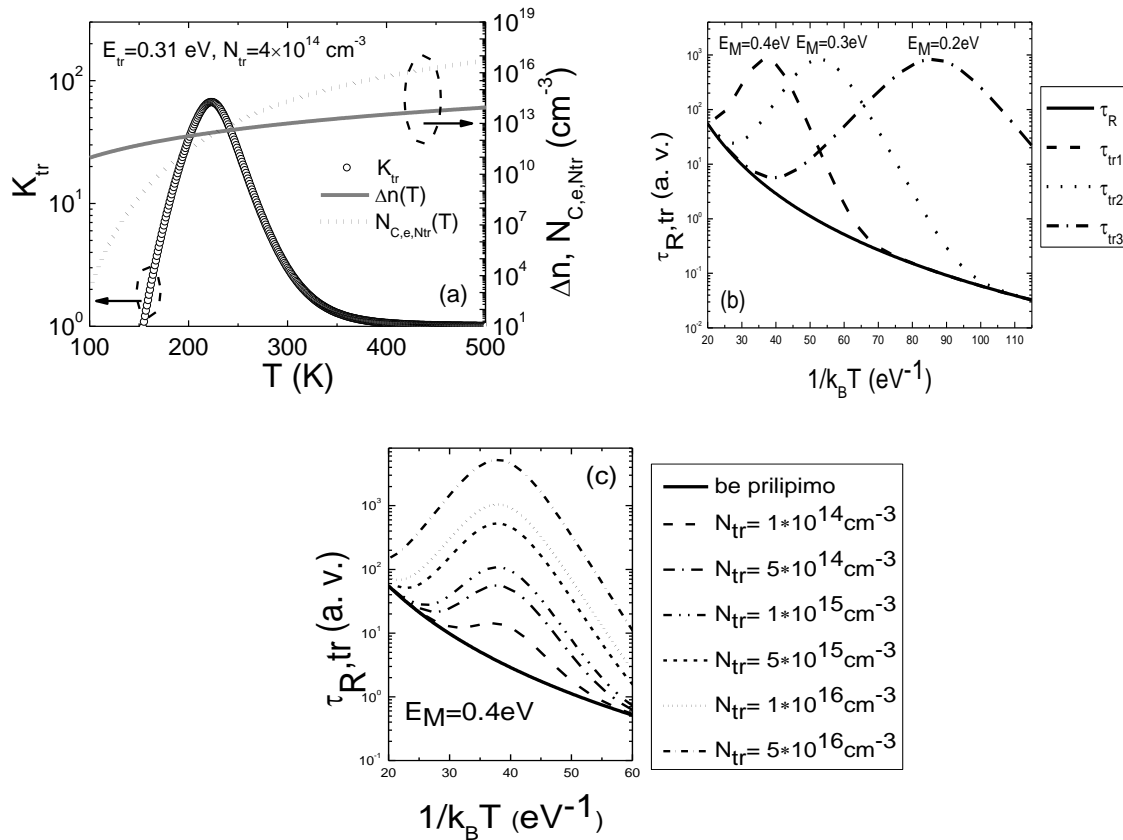 E_tr=0.31 eV, N_tr=4×10^14 cm^-3
K_tr
10^2
10^1
10^0
K_tr
Δn(T)
N_C,e,Ntr(T)
(a)
10^19
10^16
10^13
10^10
10^7
10^4
10^1
Δn, N_C,e,Ntr (cm^-3)
100 200 300 400 500
T (K)
E_M=0.4eV E_M=0.3eV E_M=0.2eV
τ_R,tr (a. v.)
10^3
10^2
10^1
10^0
10^-1
10^-2
(b)
20 30 40 50 60 70 80 90 100 110
1/k_BT (eV^-1)
τ_R
τ_tr1
τ_tr2
τ_tr3
(c)
τ_R,tr (a. v.)
10^3
10^2
10^1
10^0
10^-1
E_M=0.4eV
20 30 40 50 60
1/k_BT (eV^-1)
be prilipimo
N_tr= 1*10^14cm^-3
N_tr= 5*10^14cm^-3
N_tr= 1*10^15cm^-3
N_tr= 5*10^15cm^-3
N_tr= 1*10^16cm^-3
N_tr= 5*10^16cm^-3